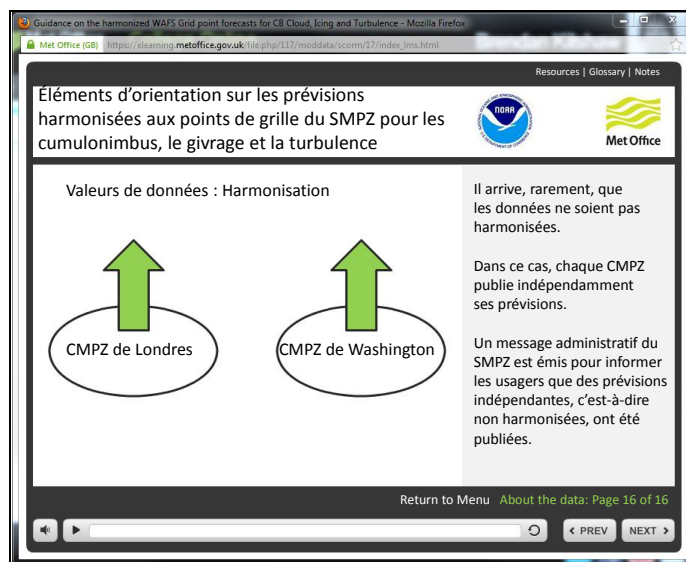 Guidance on the harmonized WAFS Grid point forecasts for CB Cloud, Icing and Turbulence - Mozilla Firefox
Met Office (GB) https://elearning.metoffice.gov.uk/file.php/117/moddata/scorm/17/index_lms.html
Resources | Glossary | Notes
Éléments d’orientation sur les prévisions
harmonisées aux points de grille du SMPZ pour les
cumulonimbus, le givrage et la turbulence
NOAA
Met Office
Valeurs de données : Harmonisation
CMPZ de Londres
CMPZ de Washington
Il arrive, rarement, que
les données ne soient pas
harmonisées.
Dans ce cas, chaque CMPZ
publie indépendamment
ses prévisions.
Un message administratif du
SMPZ est émis pour informer
les usagers que des prévisions
indépendantes, c’est-à-dire
non harmonisées, ont été
publiées.
Return to Menu About the data: Page 16 of 16
PREV NEXT